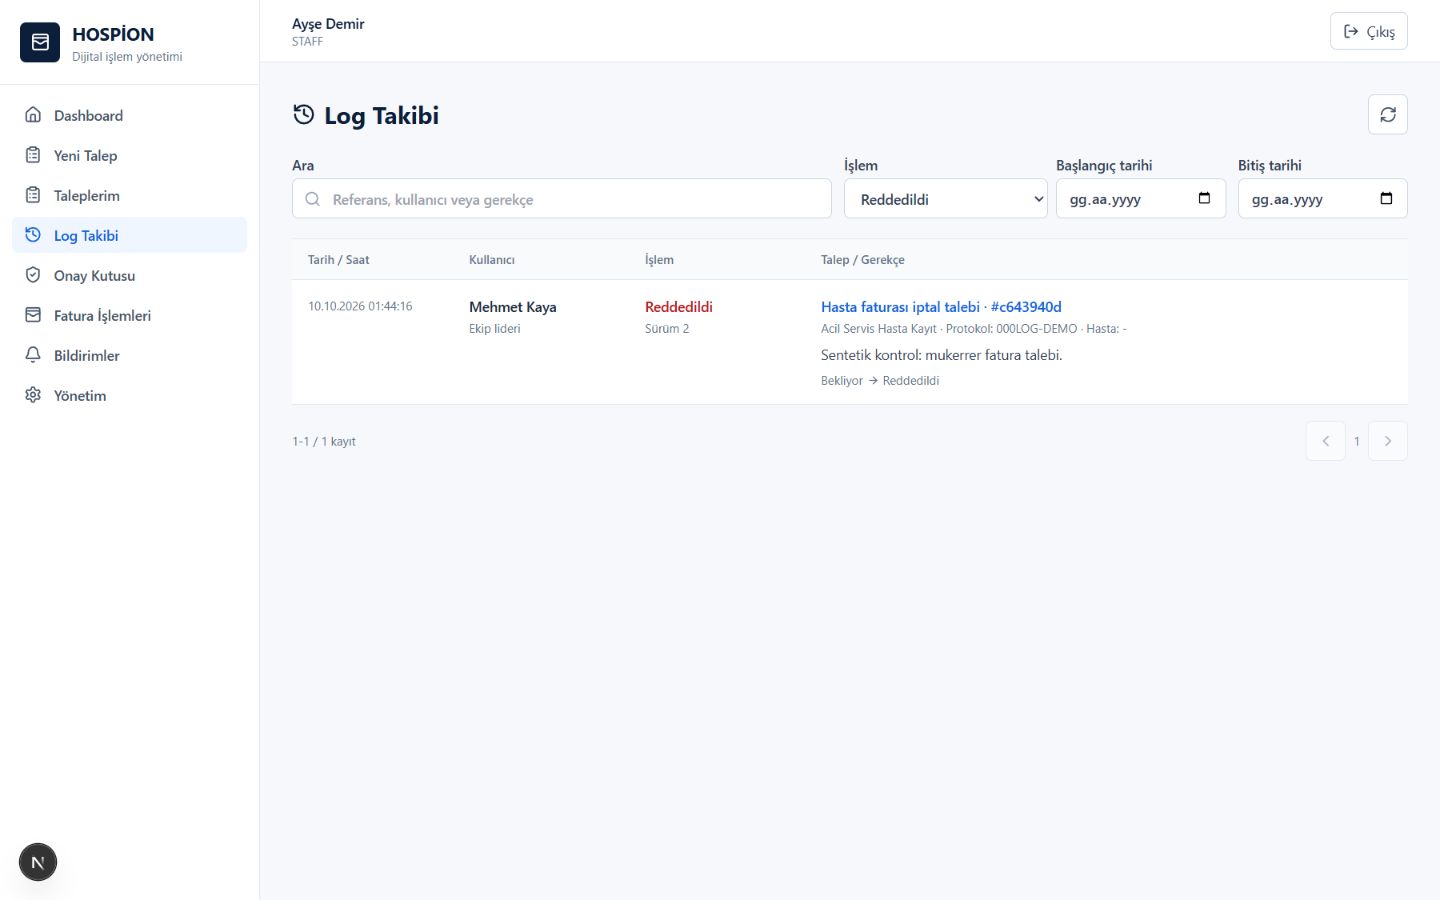 HOSPİON
Dijital işlem yönetimi
Dashboard
Yeni Talep
Taleplerim
Log Takibi
Onay Kutusu
Fatura İşlemleri
Bildirimler
Yönetim
N
Ayşe Demir
STAFF
Çıkış
Log Takibi
Ara
İşlem
Başlangıç tarihi
Bitiş tarihi
Referans, kullanıcı veya gerekçe
Reddedildi
gg.aa.yyyy
gg.aa.yyyy
Tarih / Saat
Kullanıcı
İşlem
Talep / Gerekçe
10.10.2026 01:44:16
Mehmet Kaya
Ekip lideri
Reddedildi
Sürüm 2
Hasta faturası iptal talebi · #c643940d
Acil Servis Hasta Kayıt · Protokol: 000LOG-DEMO · Hasta: -
Sentetik kontrol: mukerrer fatura talebi.
Bekliyor → Reddedildi
1-1 / 1 kayıt
1